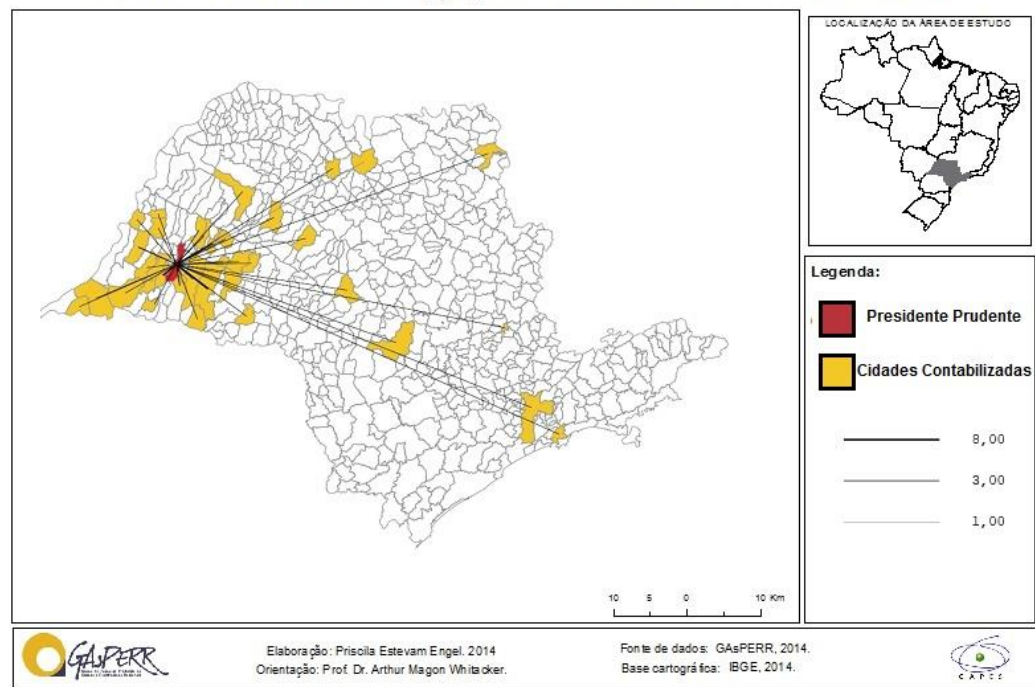 LOCALIZAÇÃO DA ÁREA DE ESTUDO
Legenda:
Presidente Prudente
Cidades Contabilizadas
8,00
3,00
1,00
10 5 0 10 Km
GAsPERR
Elaboração: Priscila Estevam Engel. 2014
Orientação: Prof. Dr. Arthur Magon Whitacker.
Fonte de dados: GAsPERR, 2014.
Base cartográfica: IBGE, 2014.
CAPES